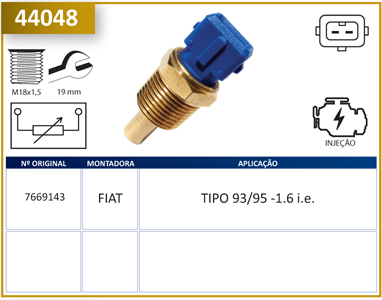 44048
M18x1,5
19 mm
INJEÇÃO
Nº ORIGINAL MONTADORA APLICAÇÃO
7669143 FIAT TIPO 93/95 -1.6 i.e.